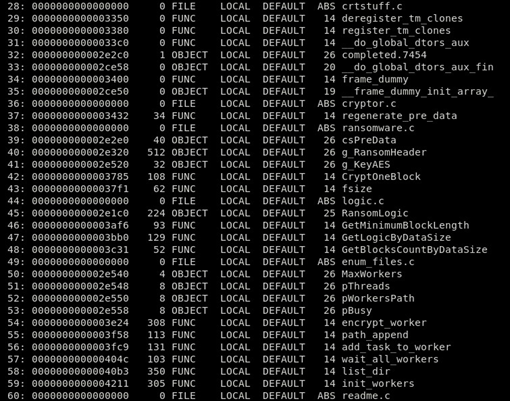 28: 0000000000000000     0 FILE    LOCAL  DEFAULT  ABS crtstuff.c
29: 0000000000003350     0 FUNC    LOCAL  DEFAULT   14 deregister_tm_clones
30: 0000000000003380     0 FUNC    LOCAL  DEFAULT   14 register_tm_clones
31: 00000000000033c0     0 FUNC    LOCAL  DEFAULT   14 __do_global_dtors_aux
32: 000000000002e2c0     1 OBJECT  LOCAL  DEFAULT   26 completed.7454
33: 000000000002ce58     0 OBJECT  LOCAL  DEFAULT   20 __do_global_dtors_aux_fin
34: 0000000000003400     0 FUNC    LOCAL  DEFAULT   14 frame_dummy
35: 000000000002ce50     0 OBJECT  LOCAL  DEFAULT   19 __frame_dummy_init_array_
36: 0000000000000000     0 FILE    LOCAL  DEFAULT  ABS cryptor.c
37: 0000000000003432    34 FUNC    LOCAL  DEFAULT   14 regenerate_pre_data
38: 0000000000000000     0 FILE    LOCAL  DEFAULT  ABS ransomware.c
39: 000000000002e2e0    40 OBJECT  LOCAL  DEFAULT   26 csPreData
40: 000000000002e320   512 OBJECT  LOCAL  DEFAULT   26 g_RansomHeader
41: 000000000002e520    32 OBJECT  LOCAL  DEFAULT   26 g_KeyAES
42: 0000000000003785   108 FUNC    LOCAL  DEFAULT   14 CryptOneBlock
43: 00000000000037f1    62 FUNC    LOCAL  DEFAULT   14 fsize
44: 0000000000000000     0 FILE    LOCAL  DEFAULT  ABS logic.c
45: 000000000002e1c0   224 OBJECT  LOCAL  DEFAULT   25 RansomLogic
46: 0000000000003af6    93 FUNC    LOCAL  DEFAULT   14 GetMinimumBlockLength
47: 0000000000003bb0   129 FUNC    LOCAL  DEFAULT   14 GetLogicByDataSize
48: 0000000000003c31    52 FUNC    LOCAL  DEFAULT   14 GetBlocksCountByDataSize
49: 0000000000000000     0 FILE    LOCAL  DEFAULT  ABS enum_files.c
50: 000000000002e540     4 OBJECT  LOCAL  DEFAULT   26 MaxWorkers
51: 000000000002e548     8 OBJECT  LOCAL  DEFAULT   26 pThreads
52: 000000000002e550     8 OBJECT  LOCAL  DEFAULT   26 pWorkersPath
53: 000000000002e558     8 OBJECT  LOCAL  DEFAULT   26 pBusy
54: 0000000000003e24   308 FUNC    LOCAL  DEFAULT   14 encrypt_worker
55: 0000000000003f58   113 FUNC    LOCAL  DEFAULT   14 path_append
56: 0000000000003fc9   131 FUNC    LOCAL  DEFAULT   14 add_task_to_worker
57: 000000000000404c   103 FUNC    LOCAL  DEFAULT   14 wait_all_workers
58: 00000000000040b3   350 FUNC    LOCAL  DEFAULT   14 list_dir
59: 0000000000004211   305 FUNC    LOCAL  DEFAULT   14 init_workers
60: 0000000000000000     0 FILE    LOCAL  DEFAULT  ABS readme.c